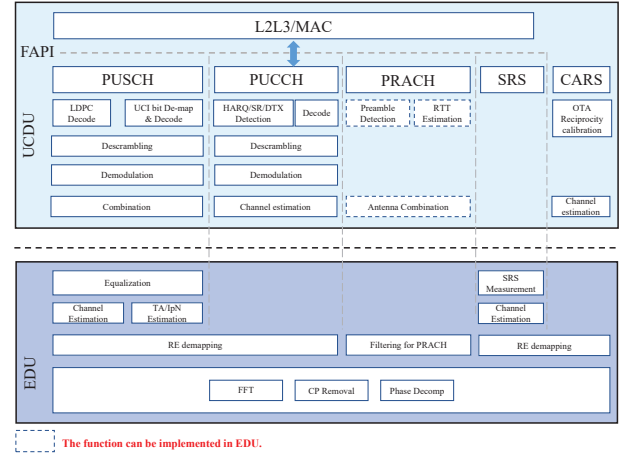 L2L3/MAC
FAPI
UCDU
PUSCH
PUCCH
PRACH
SRS
CARS
LDPC
Decode
UCI bit De-map
& Decode
HARQ/SR/DTX
Detection
Decode
Preamble
Detection
RTT
Estimation
OTA
Reciprocity
calibration
Descrambling
Descrambling
Demodulation
Demodulation
Combination
Channel estimation
Antenna Combination
Channel
estimation
EDU
Equalization
SRS
Measurement
Channel
Estimation
TA/IpN
Estimation
Channel
Estimation
RE demapping
Filtering for PRACH
RE demapping
FFT
CP Removal
Phase Decomp
The function can be implemented in EDU.